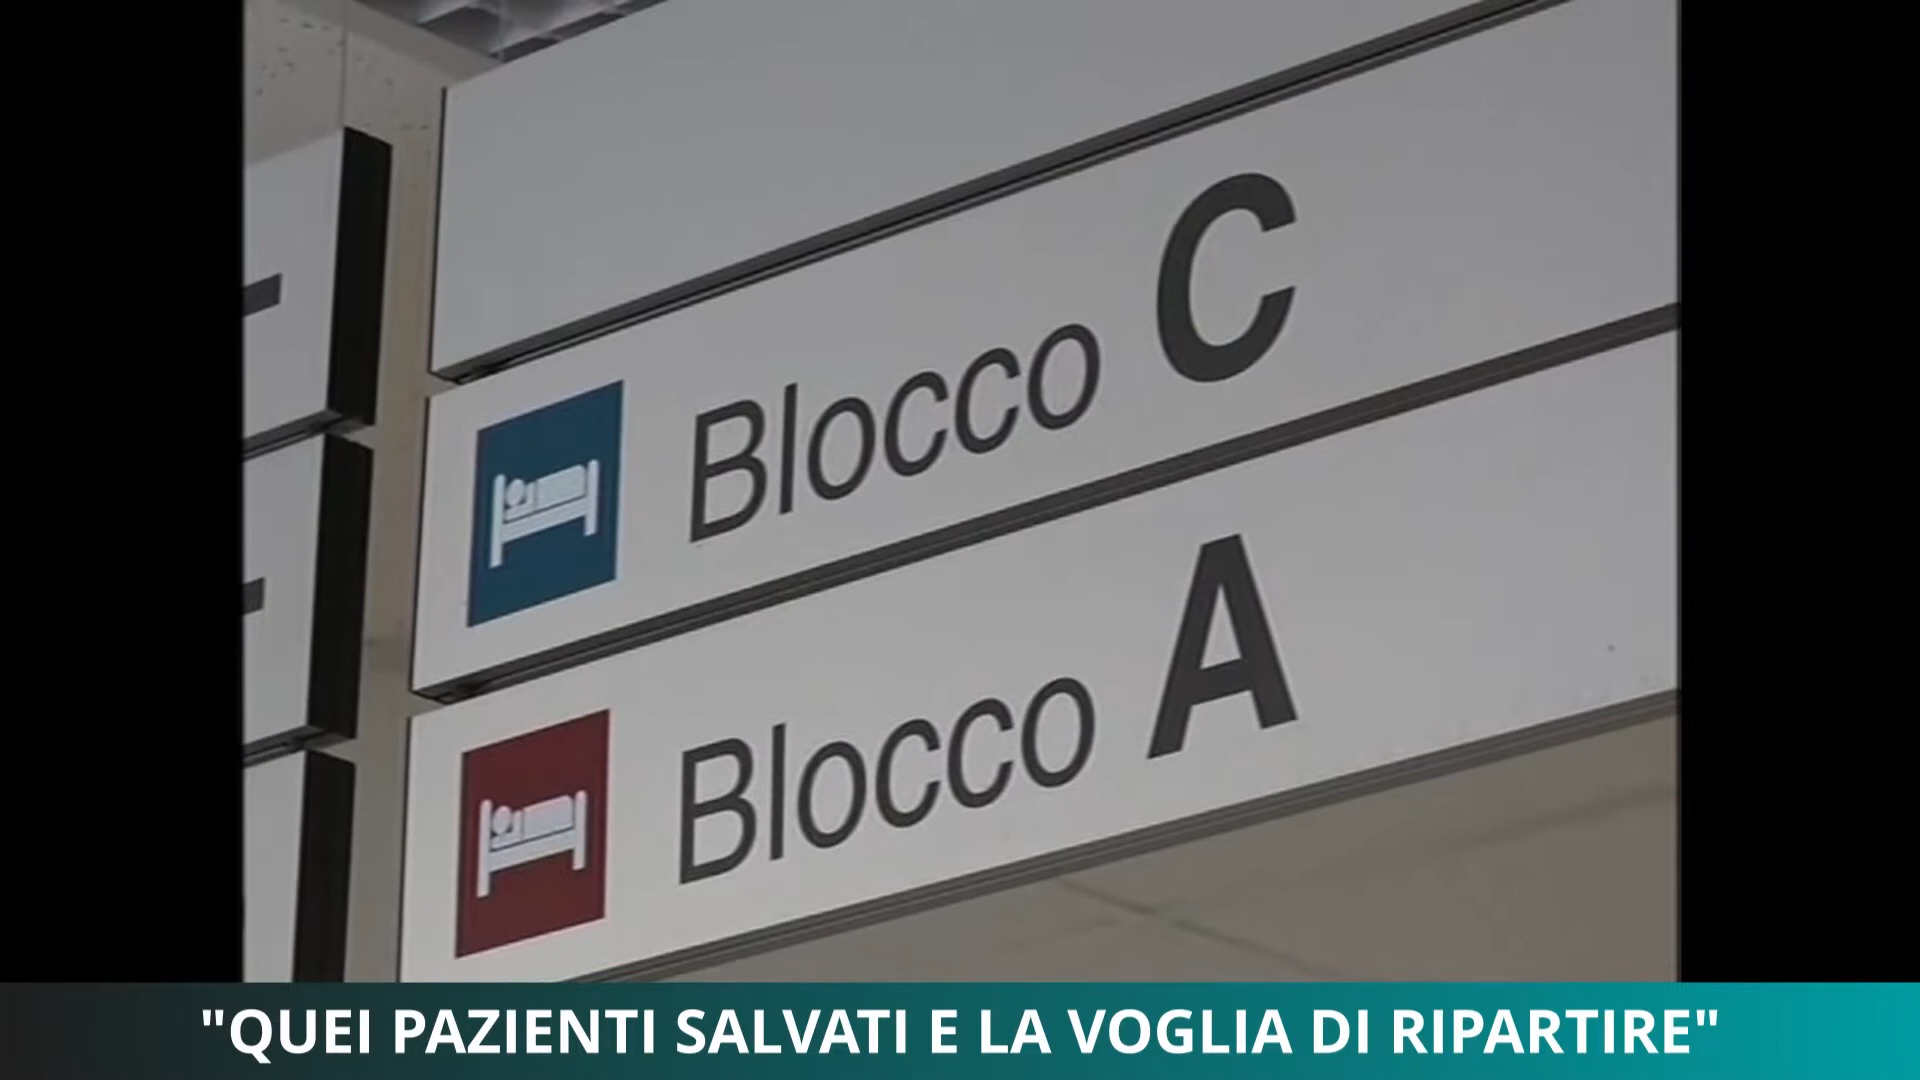 Blocco C
Blocco A
"QUEI PAZIENTI SALVATI E LA VOGLIA DI RIPARTIRE"